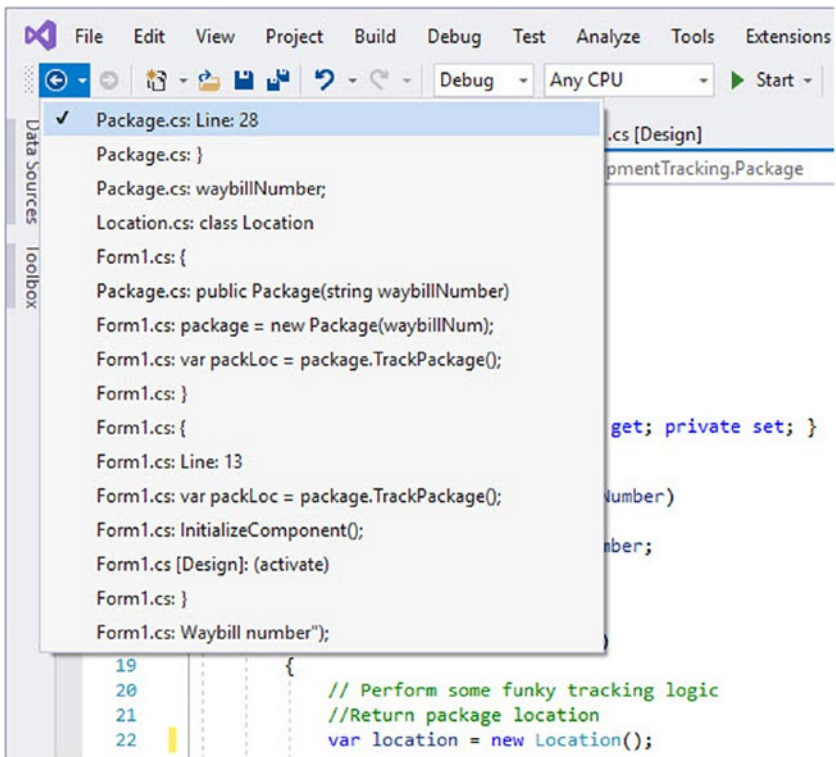 File Edit View Project Build Debug Test Analyze Tools Extensions
Debug Any CPU Start
Data Sources
Toolbox
✓ Package.cs: Line: 28
Package.cs: }
Package.cs: waybillNumber;
Location.cs: class Location
Form1.cs: {
Package.cs: public Package(string waybillNumber)
Form1.cs: package = new Package(waybillNum);
Form1.cs: var packLoc = package.TrackPackage();
Form1.cs: }
Form1.cs: {
Form1.cs: Line: 13
Form1.cs: var packLoc = package.TrackPackage();
Form1.cs: InitializeComponent();
Form1.cs [Design]: (activate)
Form1.cs: }
Form1.cs: Waybill number");
.cs [Design]
pmentTracking.Package
get; private set; }
Number)
mber;
)
19 {
20 // Perform some funky tracking logic
21 //Return package location
22 var location = new Location();